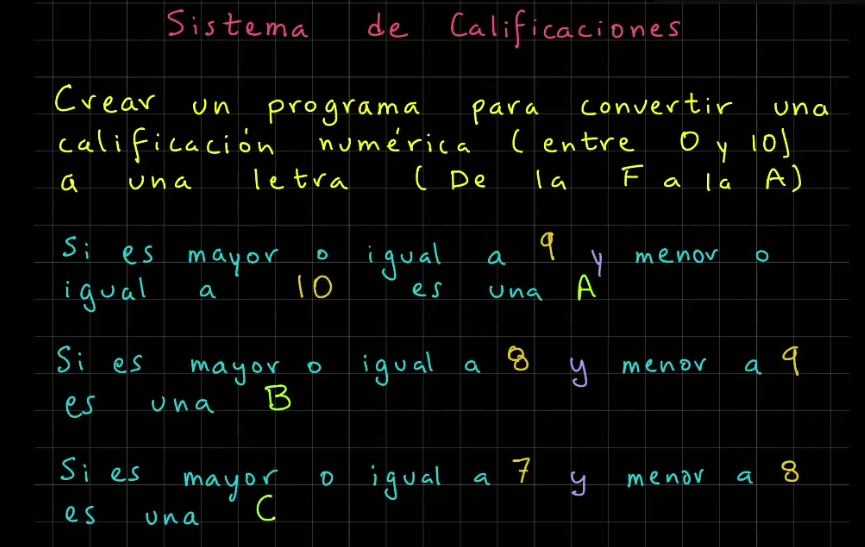 Sistema de Calificaciones
Crear un programa para convertir una
calificación numérica (entre 0 y 10)
a una letra (De la F a la A)
Si es mayor o igual a 9 y menor o
igual a 10 es una A
Si es mayor o igual a 8 y menor a 9
es una B
Si es mayor o igual a 7 y menor a 8
es una C